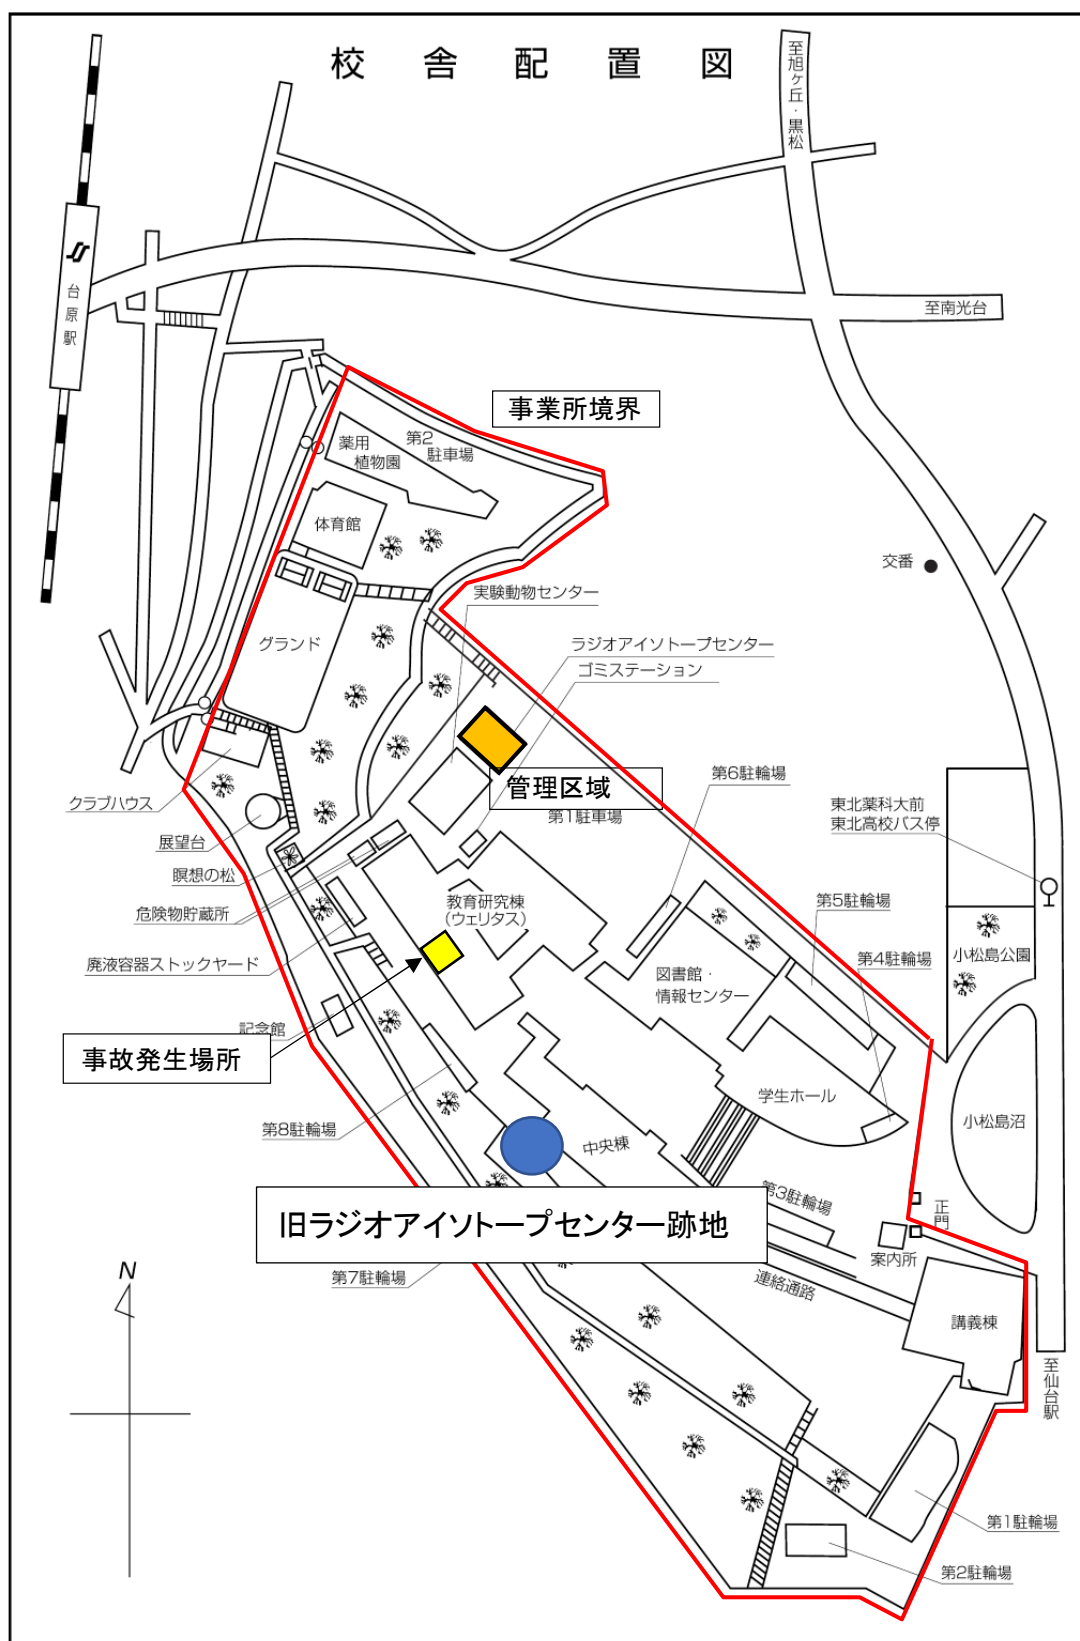 校舎配置図
至旭ヶ丘・黒松
台原駅
至南光台
事業所境界
第2
駐車場
薬用
植物園
体育館
交番
実験動物センター
グランド
ラジオアイソトープセンター
ゴミステーション
管理区域
第6駐輪場
クラブハウス
第1駐車場
東北薬科大前
東北高校バス停
展望台
瞑想の松
教育研究棟
(ウェリタス)
第5駐輪場
危険物貯蔵所
第4駐輪場
小松島公園
廃液容器ストックヤード
図書館・
情報センター
記念館
事故発生場所
学生ホール
第8駐輪場
中央棟
小松島沼
第3駐輪場
正門
旧ラジオアイソトープセンター跡地
案内所
第7駐輪場
連絡通路
N
講義棟
至仙台駅
第1駐輪場
第2駐輪場